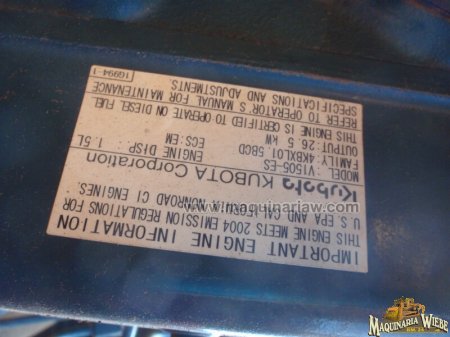 IMPORTANT ENGINE INFORMATION
THIS ENGINE MEETS 2004 EMISSION REGULATIONS FOR
U.S. EPA AND CALIFORNIA NONROAD CI ENGINES.
Kubota KUBOTA Corporation
MODEL : V1505-ES ENGINE DISP.: 1.5L
FAMILY: 4KBXL01.5BCD ECS:EM
OUTPUT: 26.5 kW
THIS ENGINE IS CERTIFIED TO OPERATE ON DIESEL FUEL
REFER TO OPERATOR'S MANUAL FOR MAINTENANCE
SPECIFICATIONS AND ADJUSTMENTS.
1G994-1
www.maquinariaw.com
MAQUINARIA WIEBE